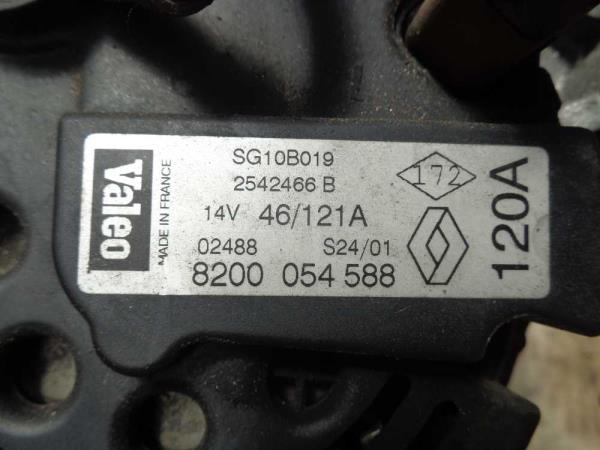 Valeo
MADE IN FRANCE
SG10B019
2542466 B
14V 46/121A
02488 S24/01
8200 054 588
172
120A